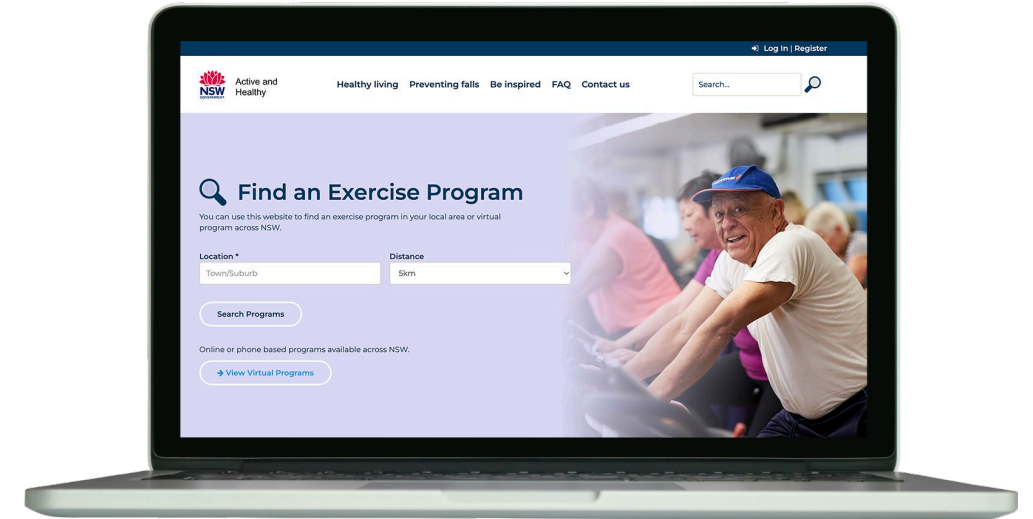 Log In | Register
NSW
GOVERNMENT
Active and
Healthy
Healthy living Preventing falls Be inspired FAQ Contact us
Search...
Find an Exercise Program
You can use this website to find an exercise program in your local area or virtual
program across NSW.
Location * Distance
Town/Suburb 5km
Search Programs
Online or phone based programs available across NSW.
View Virtual Programs